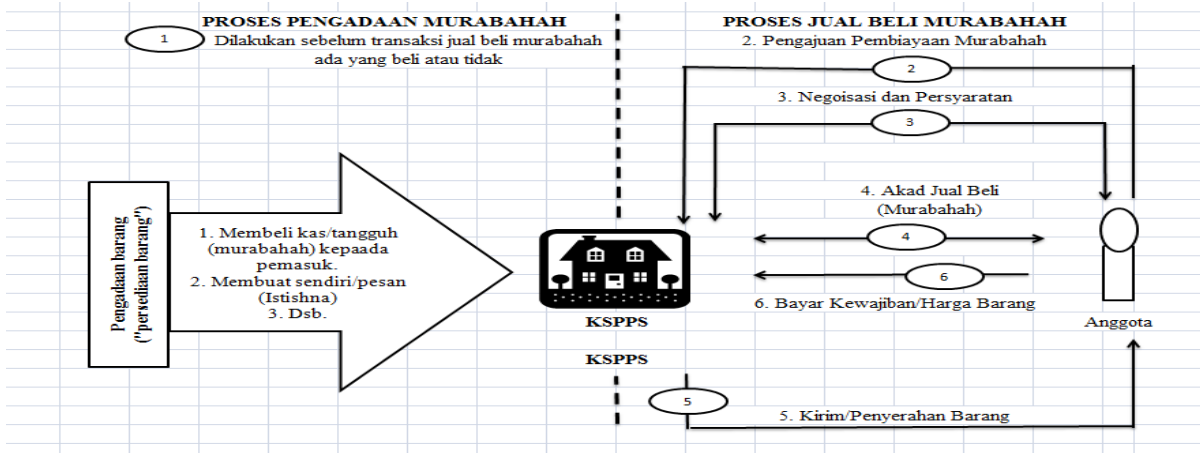 PROSES PENGADAAN MURABAHAH
1
Dilakukan sebelum transaksi jual beli murabahah
ada yang beli atau tidak
Pengadaan barang
("persediaan barang")
1. Membeli kas/tangguh
(murabahah) kepaada
pemasuk.
2. Membuat sendiri/pesan
(Istishna)
3. Dsb.
PROSES JUAL BELI MURABAHAH
2. Pengajuan Pembiayaan Murabahah
2
3. Negoisasi dan Persyaratan
3
4. Akad Jual Beli
(Murabahah)
4
6
6. Bayar Kewajiban/Harga Barang
KSPPS
Anggota
KSPPS
5
5. Kirim/Penyerahan Barang